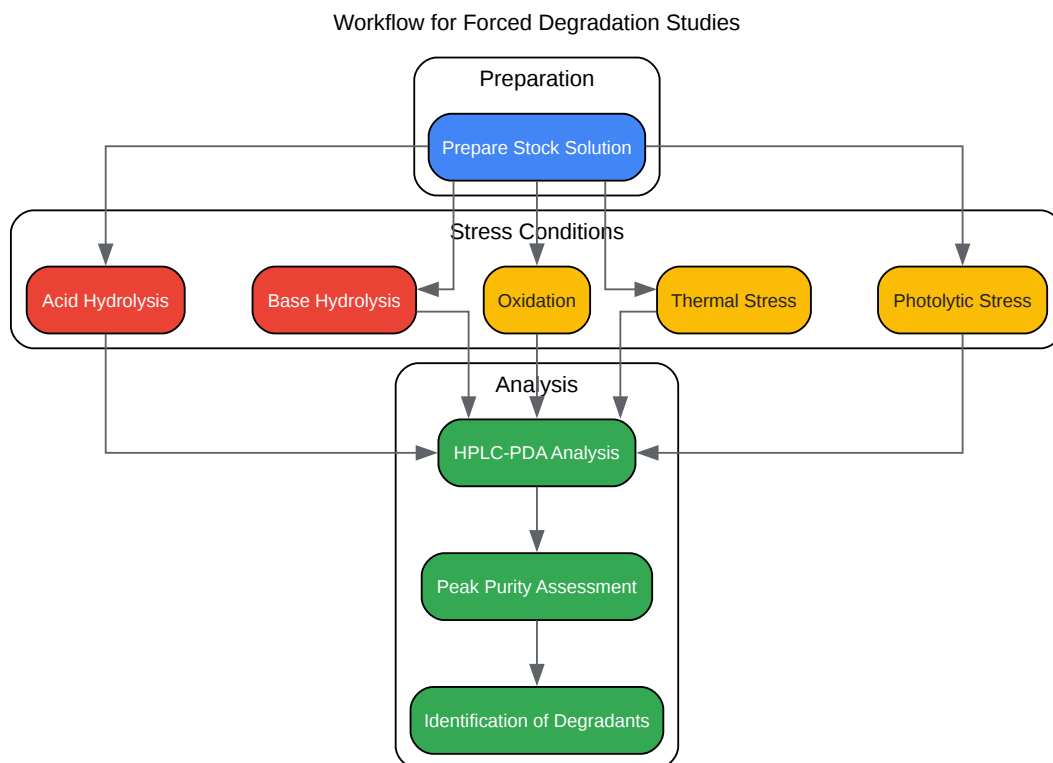 Workflow for Forced Degradation Studies
Preparation
Prepare Stock Solution
Stress Conditions
Acid Hydrolysis
Base Hydrolysis
Oxidation
Thermal Stress
Photolytic Stress
Analysis
HPLC-PDA Analysis
Peak Purity Assessment
Identification of Degradants